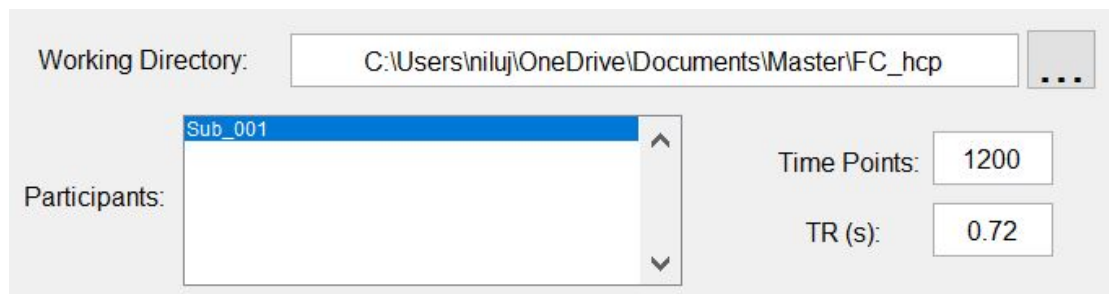 Working Directory: C:\Users\niluj\OneDrive\Documents\Master\FC_hcp ...
Sub_001
Participants:
Time Points: 1200
TR (s): 0.72